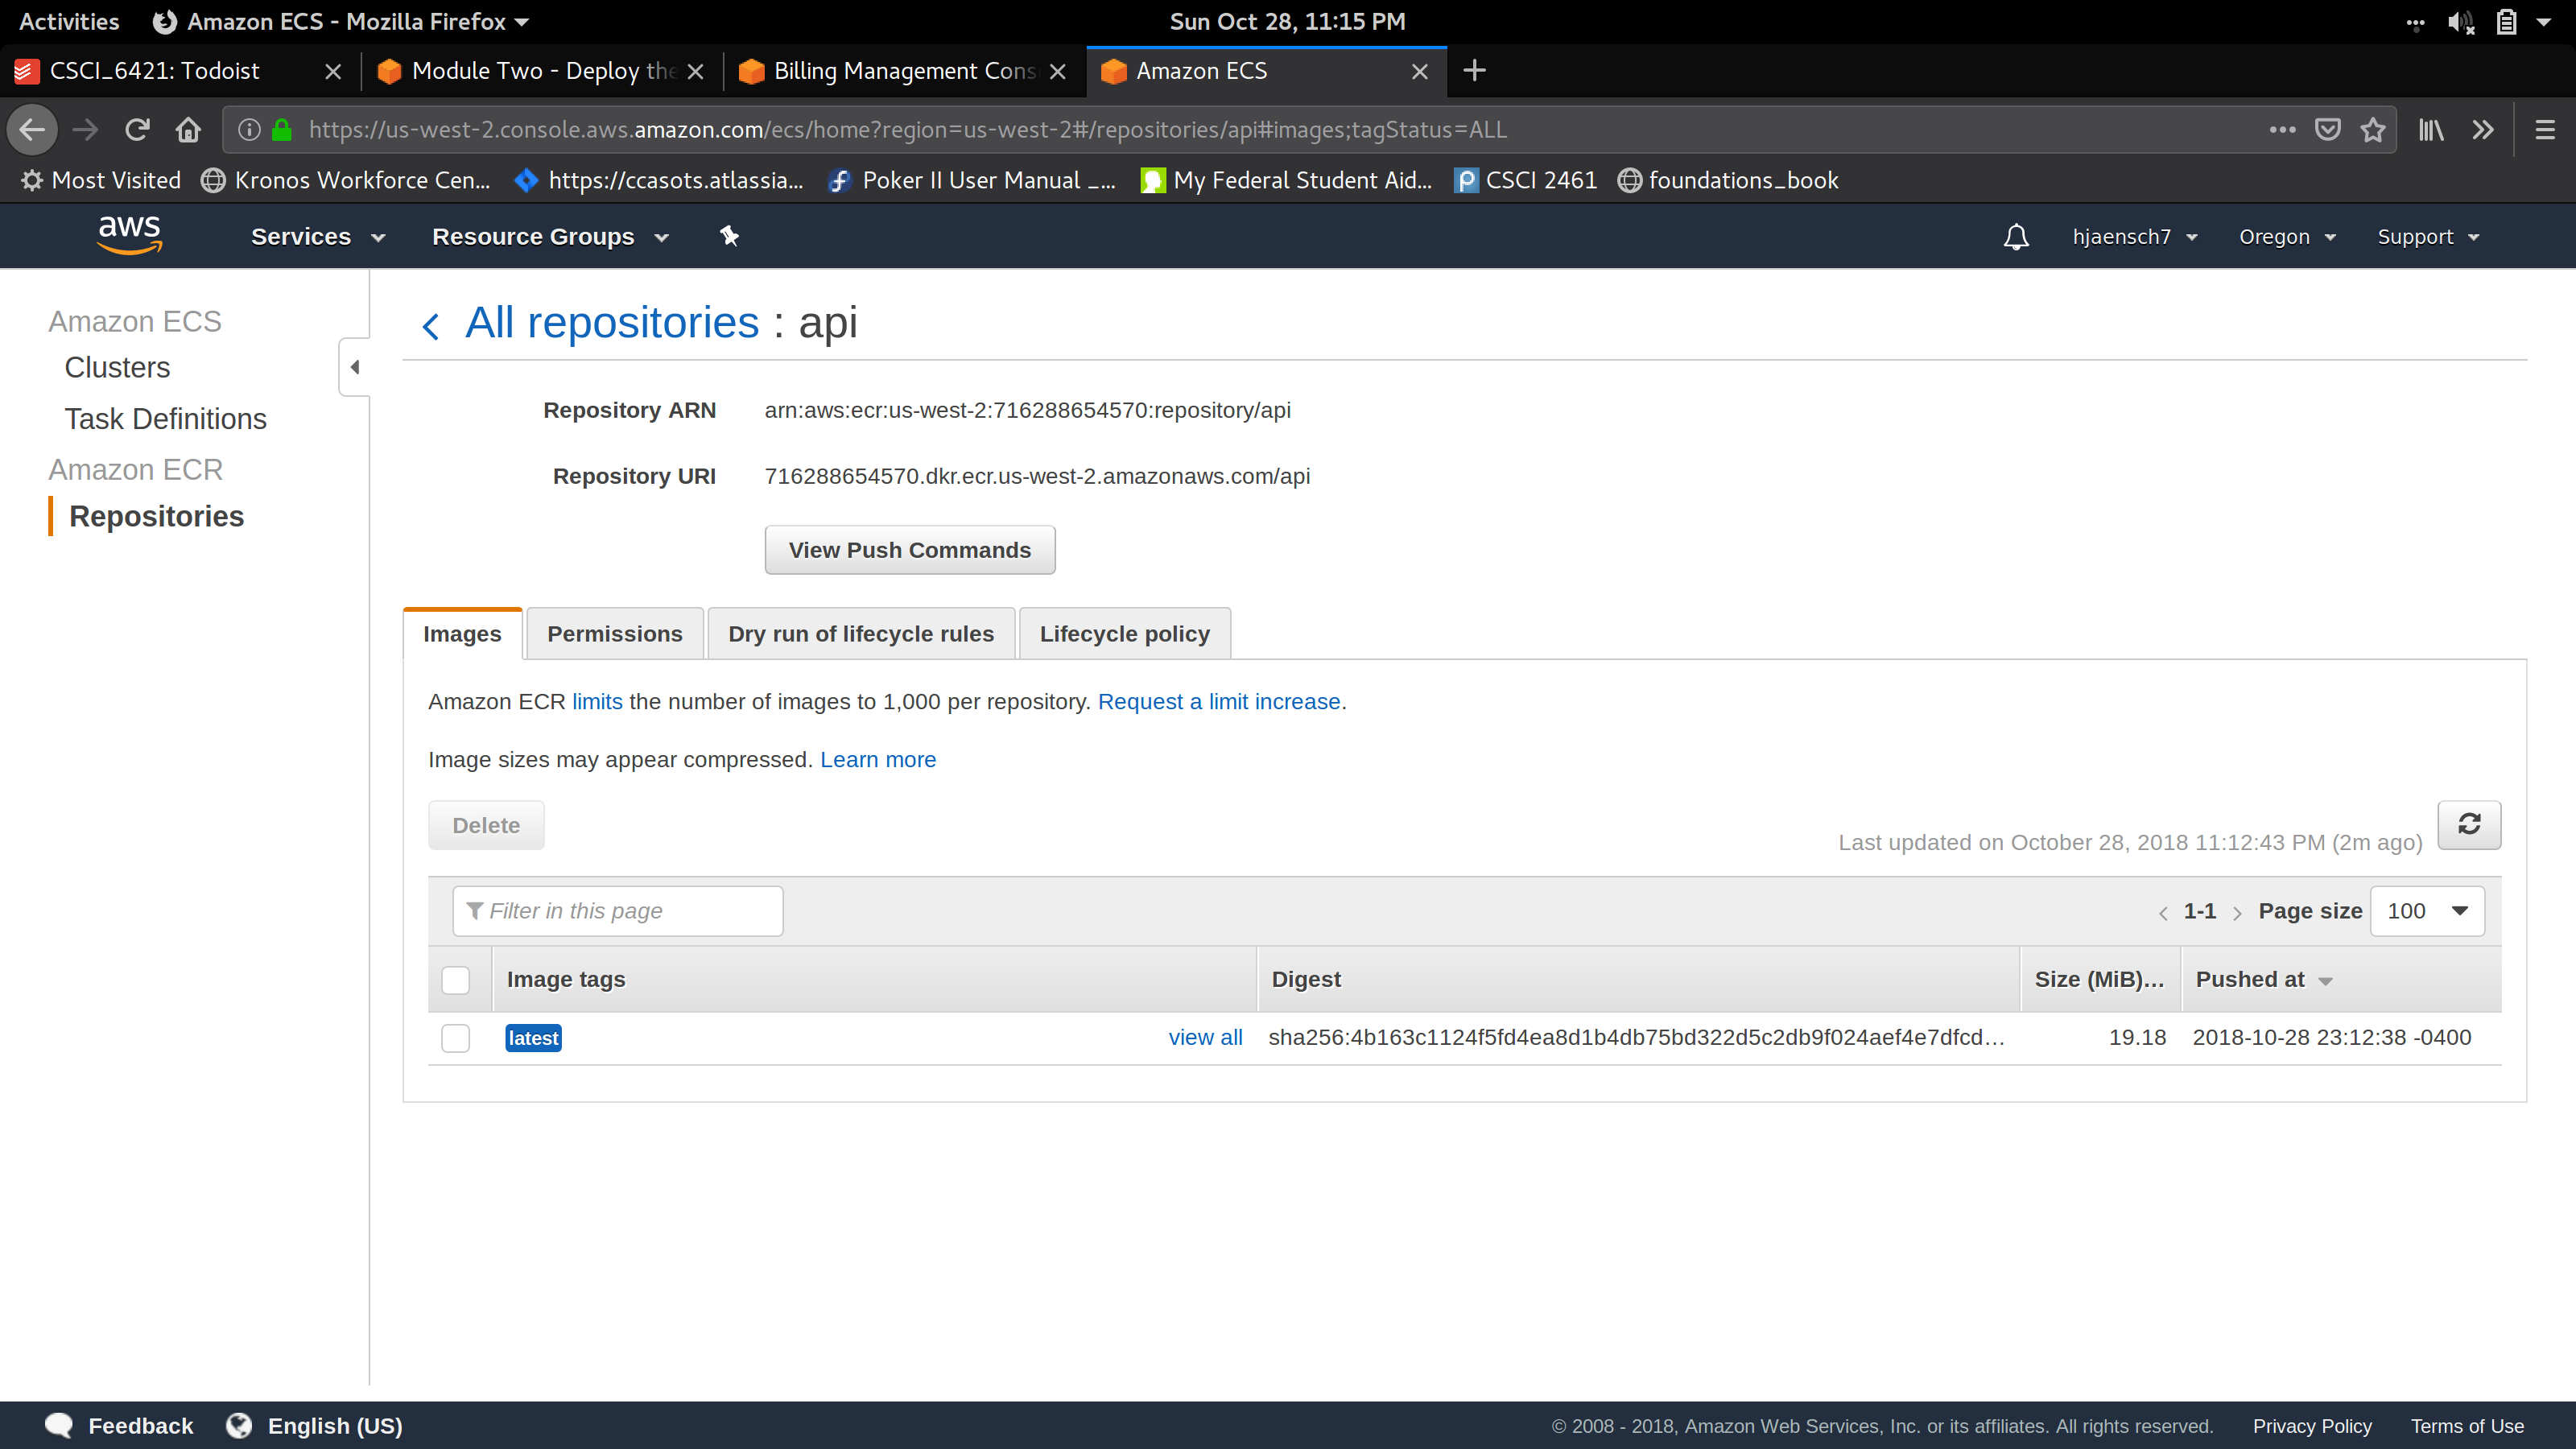 Activities Amazon ECS - Mozilla Firefox Sun Oct 28, 11:15 PM
CSCI_6421: Todoist Module Two - Deploy the Billing Management Cons Amazon ECS
https://us-west-2.console.aws.amazon.com/ecs/home?region=us-west-2#/repositories/api#images;tagStatus=ALL
Most Visited Kronos Workforce Cen... https://ccasots.atlassia... Poker II User Manual _... My Federal Student Aid... CSCI 2461 foundations_book
aws Services Resource Groups hjaensch7 Oregon Support
Amazon ECS
Clusters
Task Definitions
Amazon ECR
Repositories
All repositories : api
Repository ARN arn:aws:ecr:us-west-2:716288654570:repository/api
Repository URI 716288654570.dkr.ecr.us-west-2.amazonaws.com/api
View Push Commands
Images Permissions Dry run of lifecycle rules Lifecycle policy
Amazon ECR limits the number of images to 1,000 per repository. Request a limit increase.
Image sizes may appear compressed. Learn more
Delete
Last updated on October 28, 2018 11:12:43 PM (2m ago)
Filter in this page 1-1 Page size 100
Image tags Digest Size (MiB)... Pushed at
latest view all sha256:4b163c1124f5fd4ea8d1b4db75bd322d5c2db9f024aef4e7dfcd... 19.18 2018-10-28 23:12:38 -0400
Feedback English (US) © 2008 - 2018, Amazon Web Services, Inc. or its affiliates. All rights reserved. Privacy Policy Terms of Use